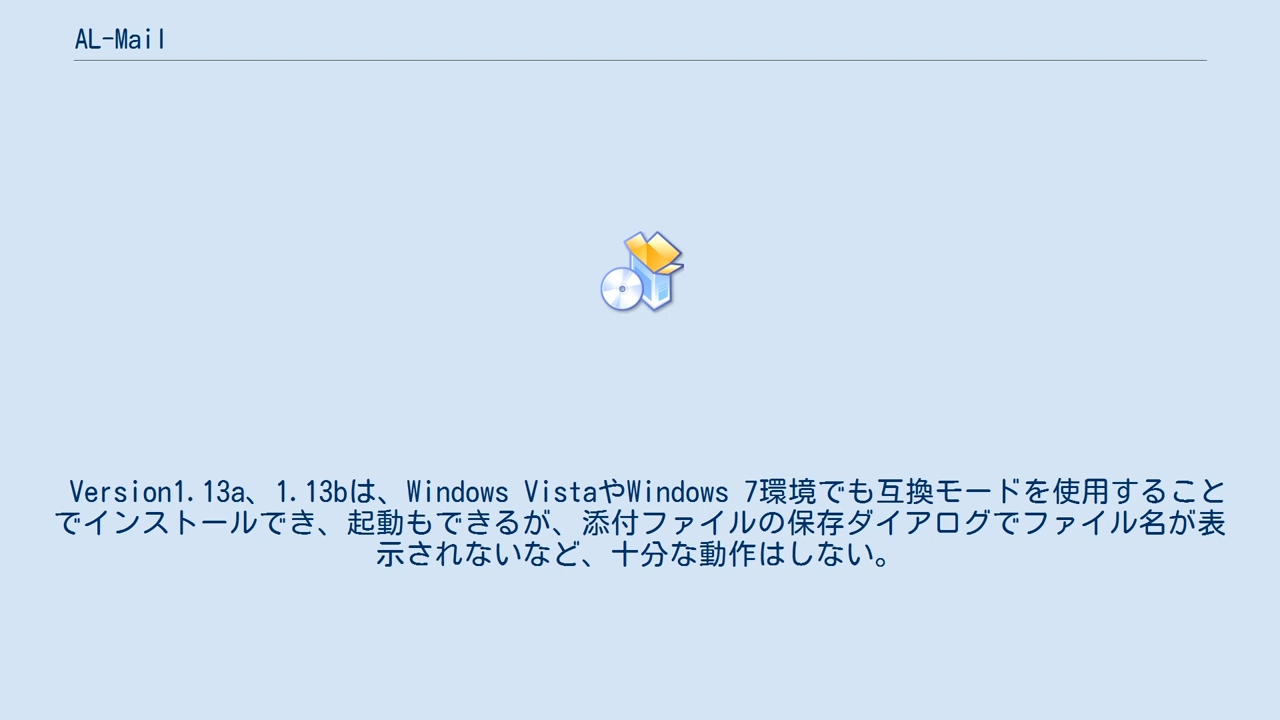 AL-Mail
Version1.13a、1.13bは、Windows VistaやWindows 7環境でも互換モードを使用すること
でインストールでき、起動もできるが、添付ファイルの保存ダイアログでファイル名が表
示されないなど、十分な動作はしない。